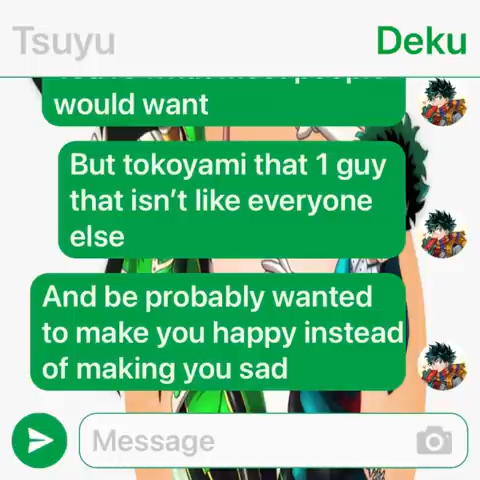 Tsuyu
Deku
would want
But tokoyami that 1 guy
that isn't like everyone
else
And be probably wanted
to make you happy instead
of making you sad
Message